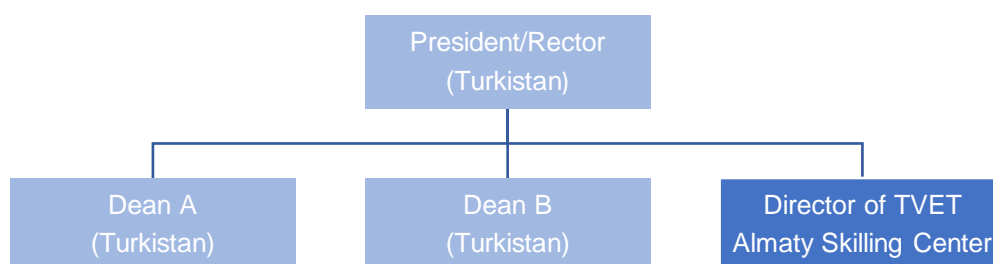 President/Rector
(Turkistan)
Dean A
(Turkistan)
Dean B
(Turkistan)
Director of TVET
Almaty Skilling Center